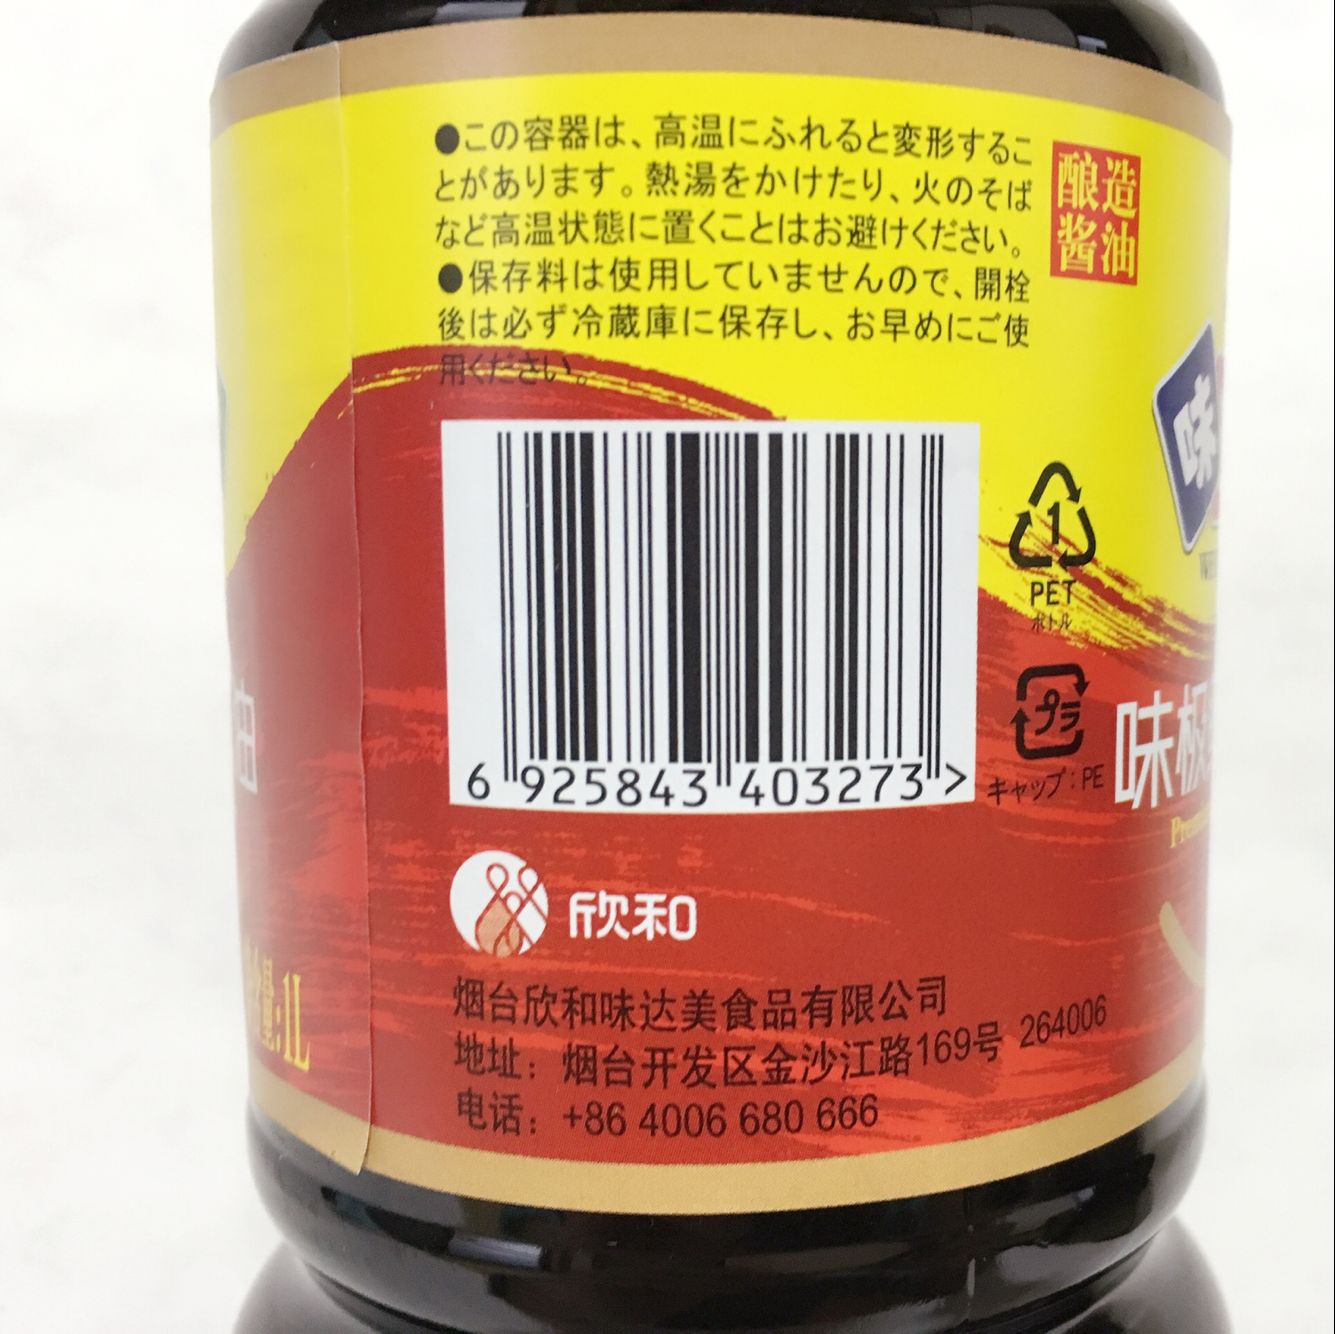 ●この容器は、高温にふれると変形するこ
とがあります。熱湯をかけたり、火のそば
など高温状態に置くことはお避けください。
●保存料は使用していませんので、開栓
後は必ず冷蔵庫に保存し、お早めにご使
用ください。
酿造
酱油
味
1
PET
ボトル
プラ
キャップ：PE
6 925843 403273 >
油
味极
欣和
量:1L
烟台欣和味达美食品有限公司
地址：烟台开发区金沙江路169号 264006
电话：+86 4006 680 666